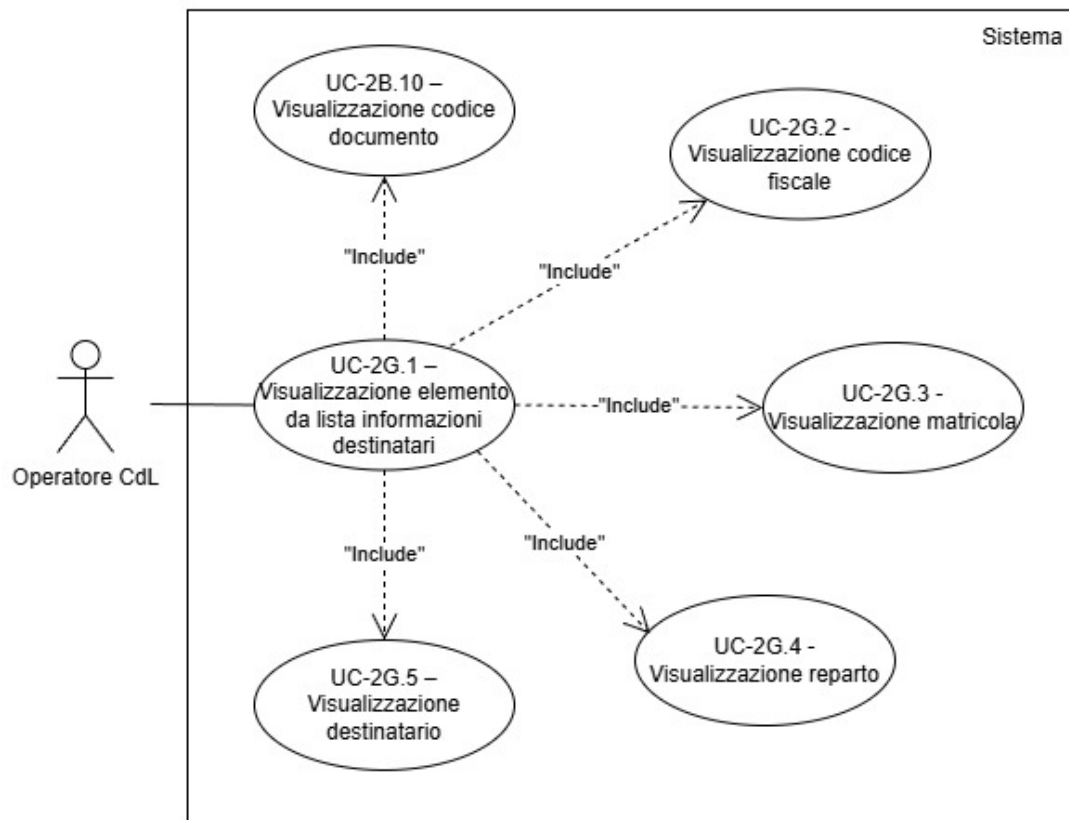 Sistema
UC-2B.10 –
Visualizzazione codice
documento
UC-2G.2 -
Visualizzazione codice
fiscale
"Include"
"Include"
UC-2G.1 –
Visualizzazione elemento
da lista informazioni
destinatari
"Include"
UC-2G.3 -
Visualizzazione matricola
Operatore CdL
"Include"
"Include"
UC-2G.4 -
Visualizzazione reparto
UC-2G.5 –
Visualizzazione
destinatario